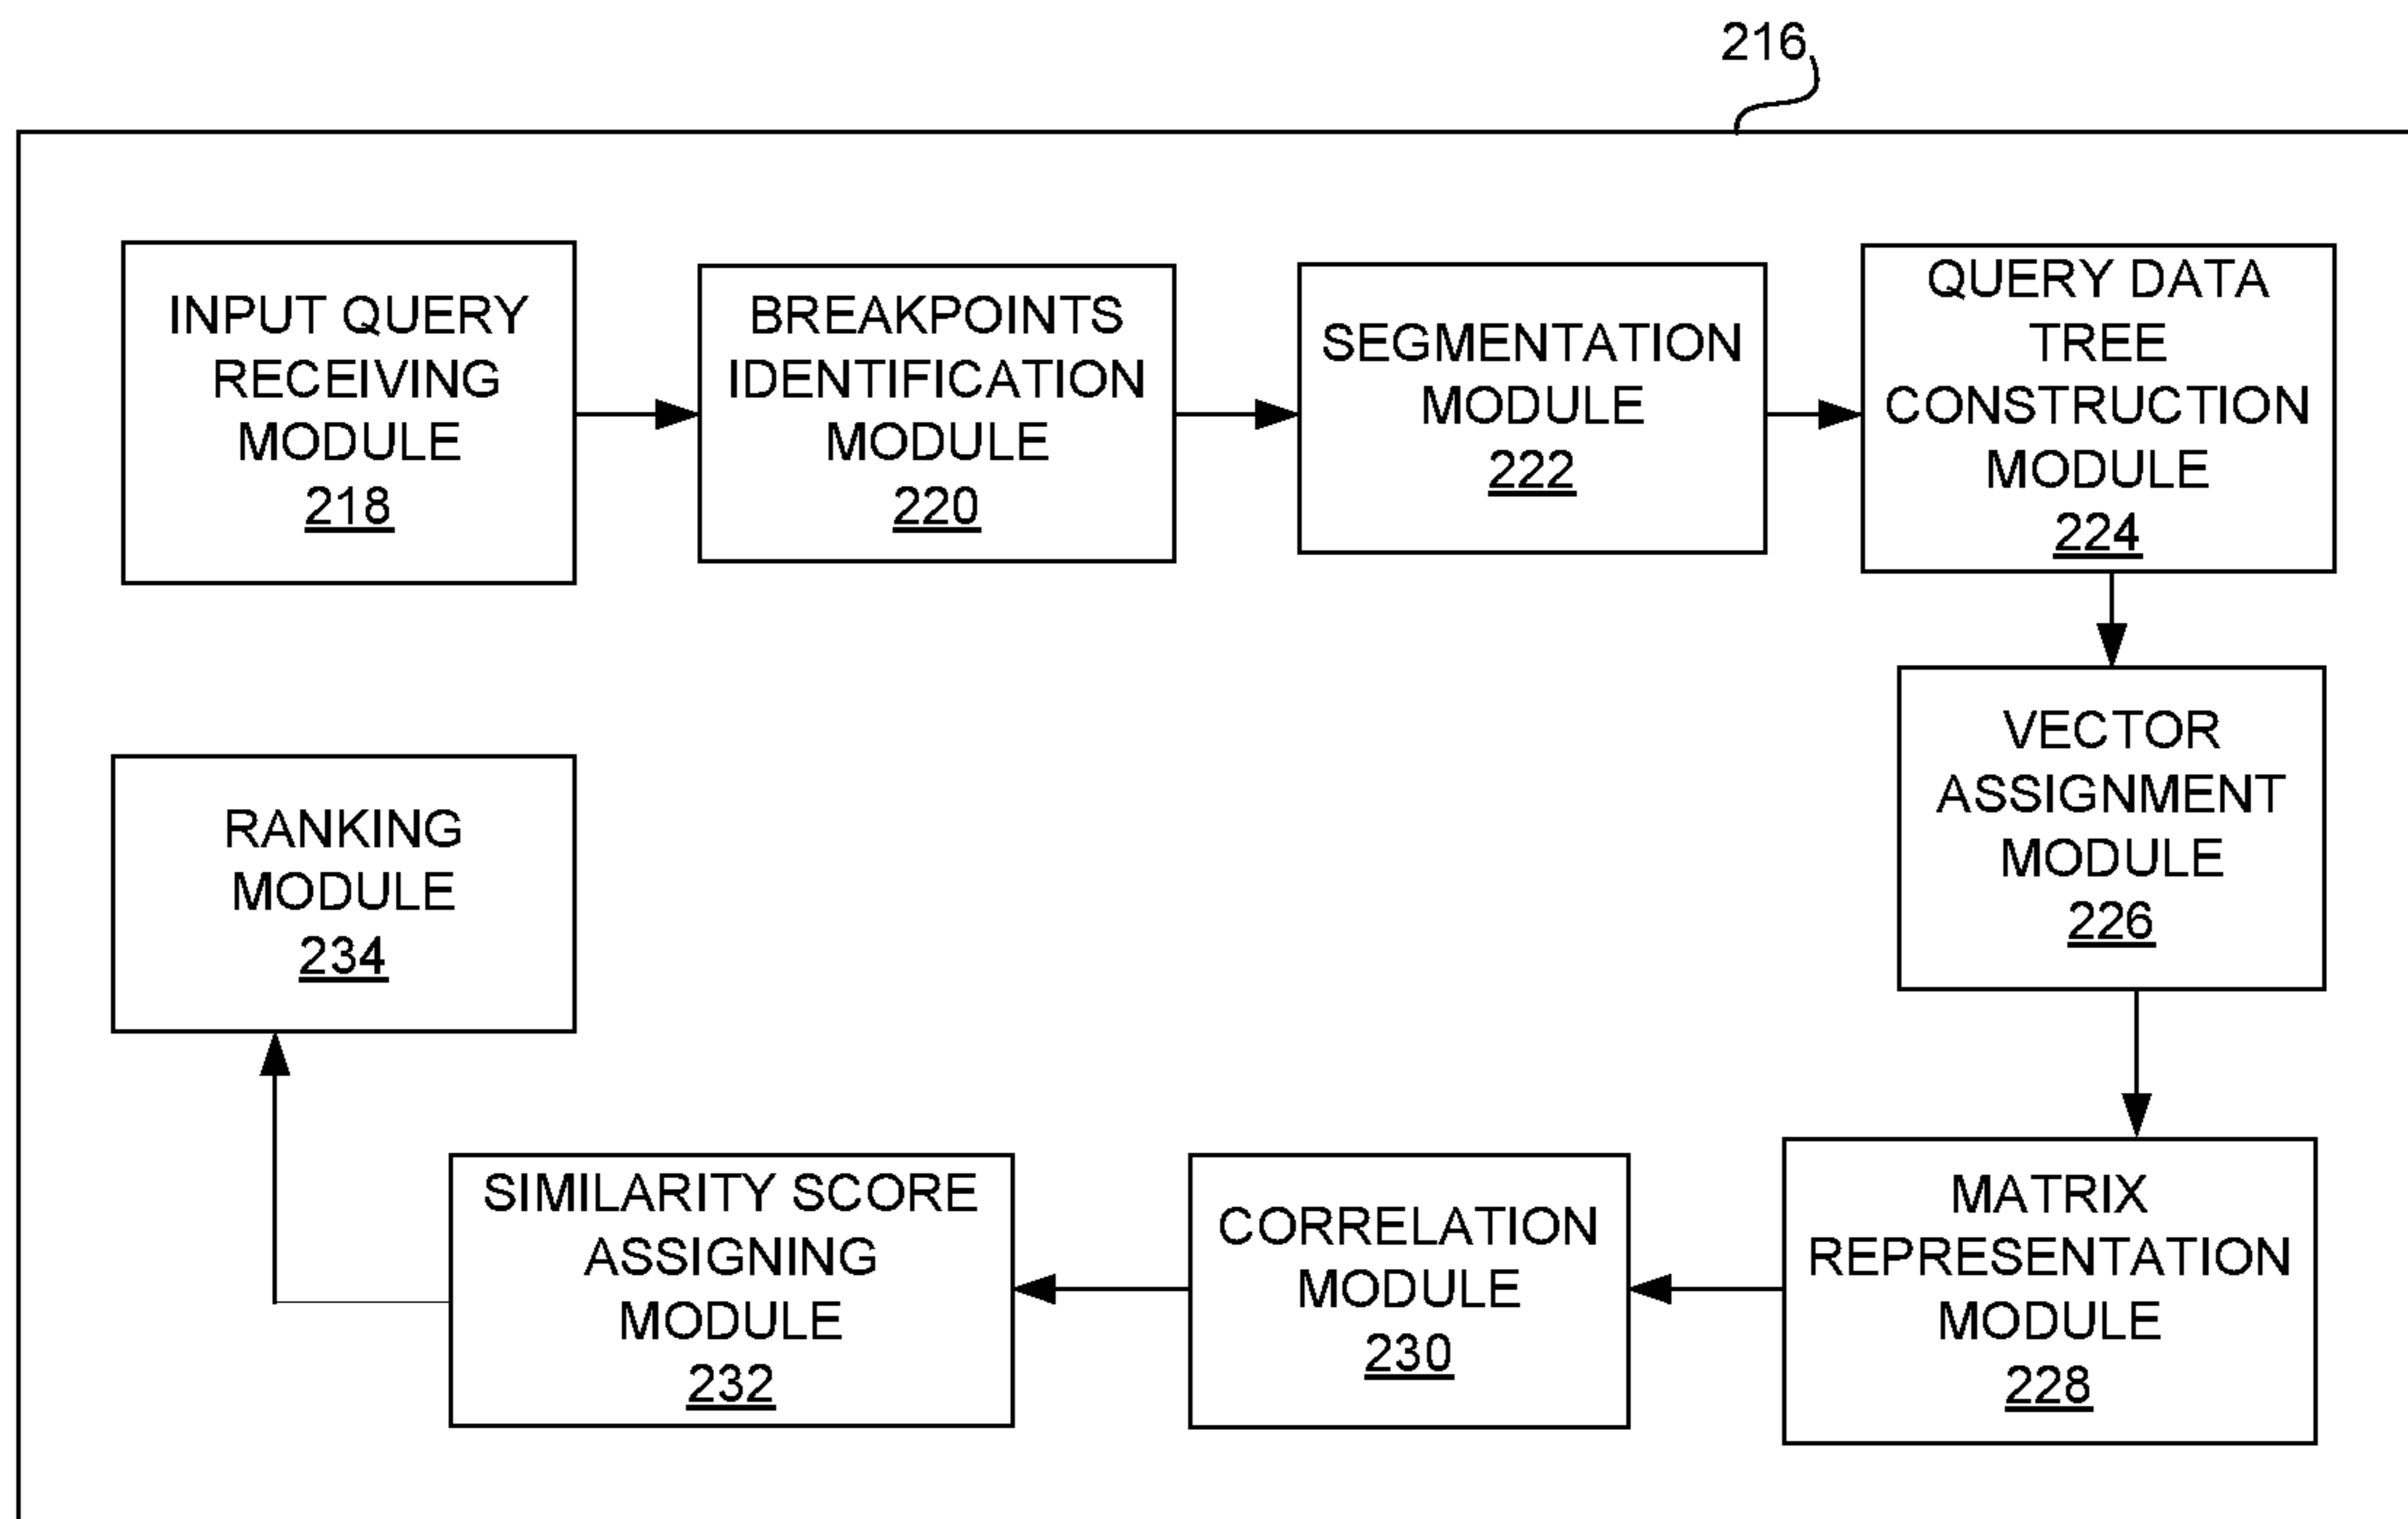 216
INPUT QUERY
RECEIVING
MODULE
218
BREAKPOINTS
IDENTIFICATION
MODULE
220
SEGMENTATION
MODULE
222
QUERY DATA
TREE
CONSTRUCTION
MODULE
224
VECTOR
ASSIGNMENT
MODULE
226
MATRIX
REPRESENTATION
MODULE
228
CORRELATION
MODULE
230
SIMILARITY SCORE
ASSIGNING
MODULE
232
RANKING
MODULE
234